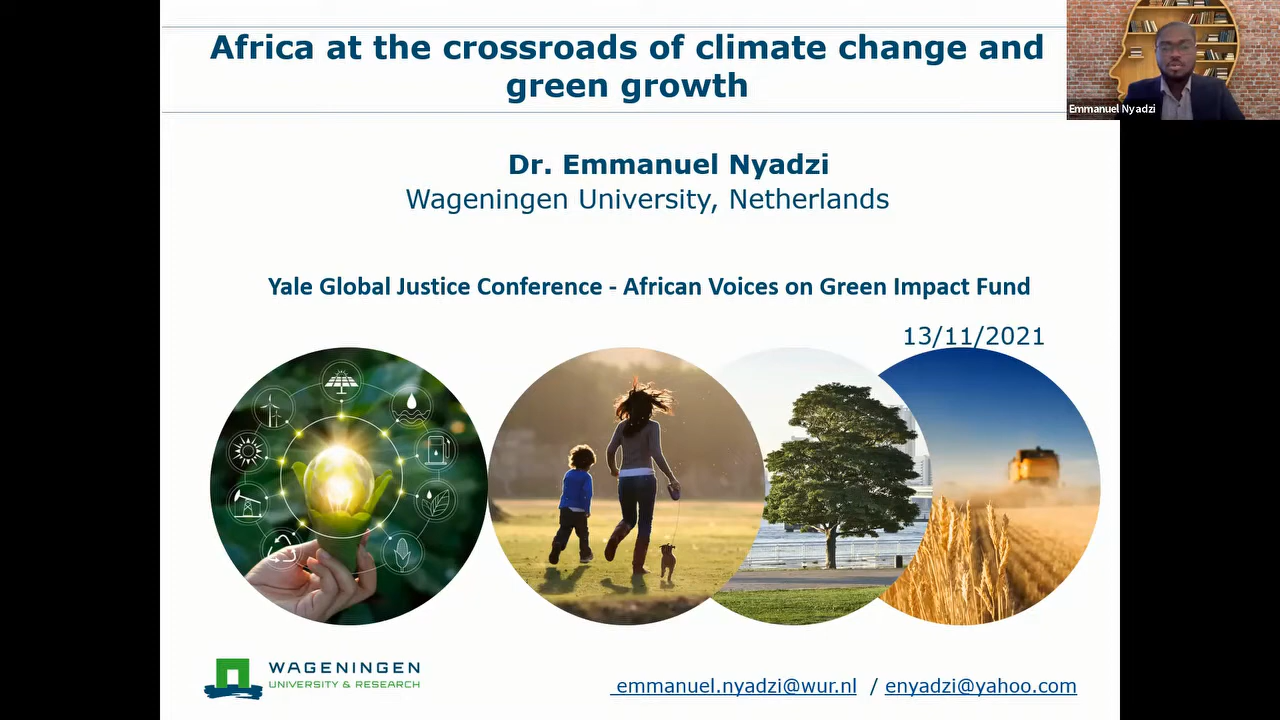 Africa at the crossroads of climate change and
green growth
Emmanuel Nyadzi
Dr. Emmanuel Nyadzi
Wageningen University, Netherlands
Yale Global Justice Conference - African Voices on Green Impact Fund
13/11/2021
WAGENINGEN
UNIVERSITY & RESEARCH
emmanuel.nyadzi@wur.nl / enyadzi@yahoo.com